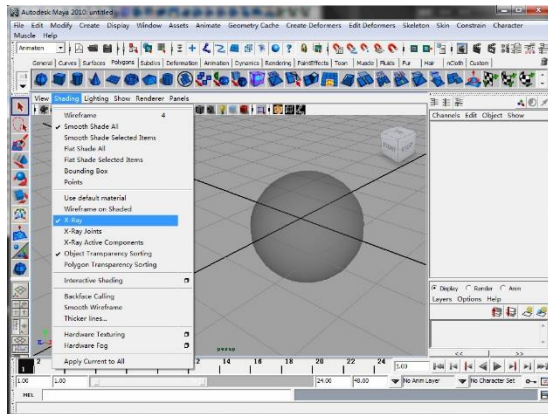 Autodesk Maya 2010: untitled
File Edit Modify Create Display Window Assets Animate Geometry Cache Create Deformers Edit Deformers Skeleton Skin Constrain Character
Muscle Help
Animation
General Curves Surfaces Polygons Subdivs Deformation Animation Dynamics Rendering PaintEffects Toon Muscle Fluids Fur Hair nCloth Custom
View Shading Lighting Show Renderer Panels
Channels Edit Object Show
Wireframe 4
Smooth Shade All
Smooth Shade Selected Items
Flat Shade All
Flat Shade Selected Items
Bounding Box
Points
Use default material
Wireframe on Shaded
X-Ray
X-Ray Joints
X-Ray Active Components
Object Transparency Sorting
Polygon Transparency Sorting
Interactive Shading
Backface Culling
Smooth Wireframe
Thicker lines...
Hardware Texturing
Hardware Fog
Apply Current to All
persp
Display Render Anim
Layers Options Help
<< >>
1 2 12 14 16 18 20 22 24 1.00
1.00 1.00 24.00 48.00 No Anim Layer No Character Set
MEL